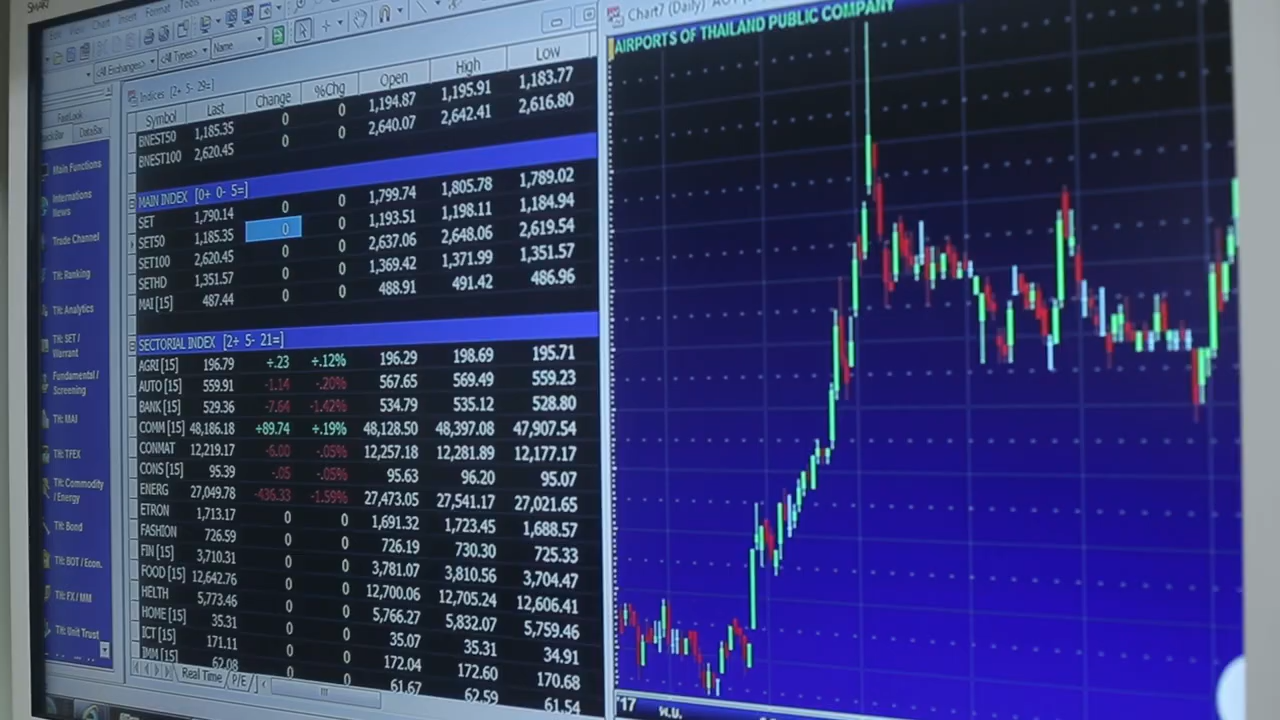 SMART
Edit View Chart Insert Format Tools
<All Exchanges> <All Types> Name
Chart7 (Daily)
AIRPORTS OF THAILAND PUBLIC COMPANY
Indices [2+ 5- 29=]
FastLook
DataBar
Main Functions
Internations News
Trade Channel
TH: Ranking
TH: Analytics
TH: SET / Warrant
Fundamental / Screening
TH: MAI
TH: TFEX
TH: Commodity / Energy
TH: Bond
TH: BOT / Econ.
TH: FX / MM
TH: Unit Trust
Symbol Last Change %Chg Open High Low
BNEST50 1,185.35 0 0 1,194.87 1,195.91 1,183.77
BNEST100 2,620.45 0 0 2,640.07 2,642.41 2,616.80
MAIN INDEX [0+ 0- 5=]
SET 1,790.14 0 0 1,799.74 1,805.78 1,789.02
SET50 1,185.35 0 0 1,193.51 1,198.11 1,184.94
SET100 2,620.45 0 0 2,637.06 2,648.06 2,619.54
SETHD 1,351.57 0 0 1,369.42 1,371.99 1,351.57
MAI [15] 487.44 0 0 488.91 491.42 486.96
SECTORIAL INDEX [2+ 5- 21=]
AGRI [15] 196.79 +.23 +.12% 196.29 198.69 195.71
AUTO [15] 559.91 -1.14 -.20% 567.65 569.49 559.23
BANK [15] 529.36 -7.64 -1.42% 534.79 535.12 528.80
COMM [15] 48,186.18 +89.74 +.19% 48,128.50 48,397.08 47,907.54
CONMAT 12,219.17 -6.00 -.05% 12,257.18 12,281.89 12,177.17
CONS [15] 95.39 -.05 -.05% 95.63 96.20 95.07
ENERG 27,049.78 -436.33 -1.59% 27,473.05 27,541.17 27,021.65
ETRON 1,713.17 0 0 1,691.32 1,723.45 1,688.57
FASHION 726.59 0 0 726.19 730.30 725.33
FIN [15] 3,710.31 0 0 3,781.07 3,810.56 3,704.47
FOOD [15] 12,642.76 0 0 12,700.06 12,705.24 12,606.41
HELTH 5,773.46 0 0 5,766.27 5,832.07 5,759.46
HOME [15] 35.31 0 0 35.07 35.31 34.91
ICT [15] 171.11 0 0 172.04 172.60 170.68
IMM [15] 62.08 0 0 61.67 62.59 61.54
Real Time P/E
'17 พ.ย.